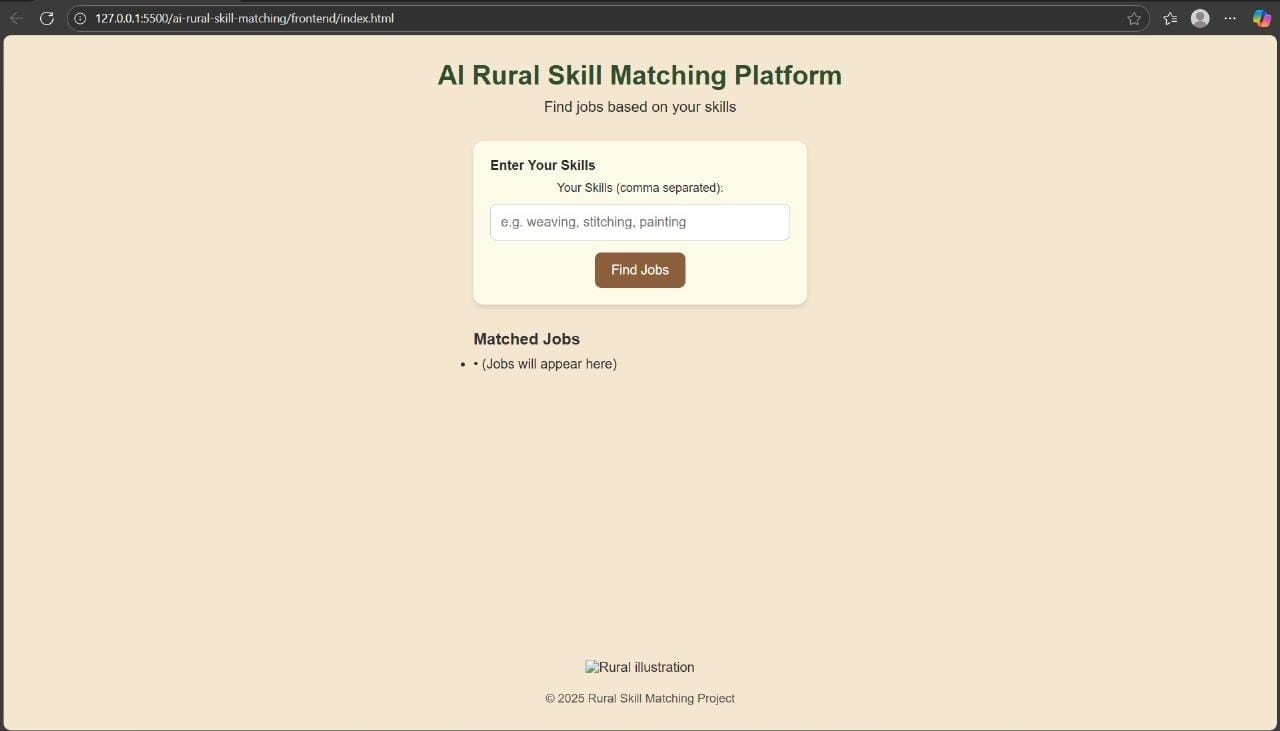 127.0.0.1:5500/ai-rural-skill-matching/frontend/index.html
AI Rural Skill Matching Platform
Find jobs based on your skills
Enter Your Skills
Your Skills (comma separated):
e.g. weaving, stitching, painting
Find Jobs
Matched Jobs
• • (Jobs will appear here)
Rural illustration
© 2025 Rural Skill Matching Project